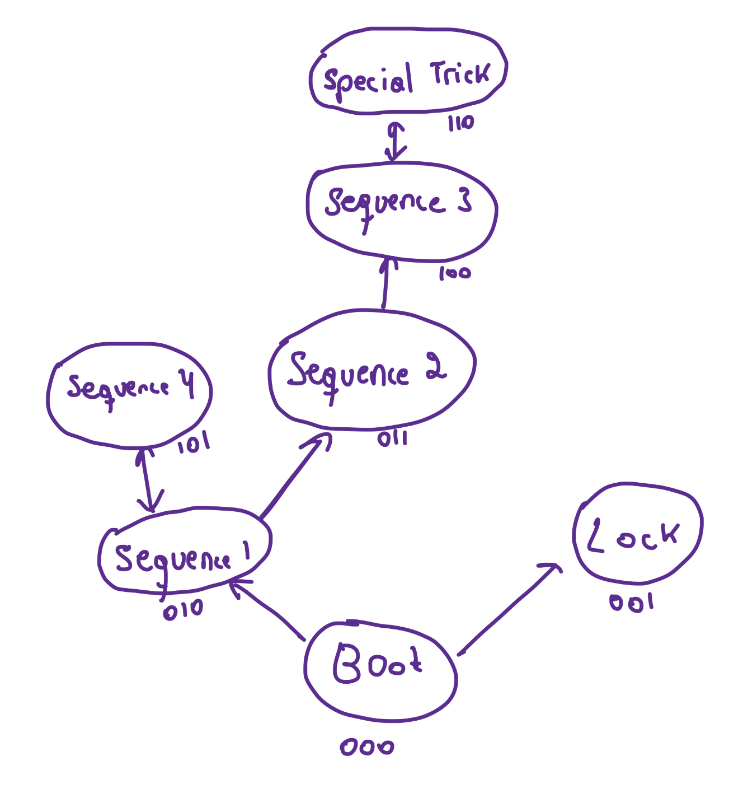 Special Trick
110
Sequence 3
100
Sequence 2
011
Sequence 4
101
Sequence 1
010
Lock
001
Boot
000